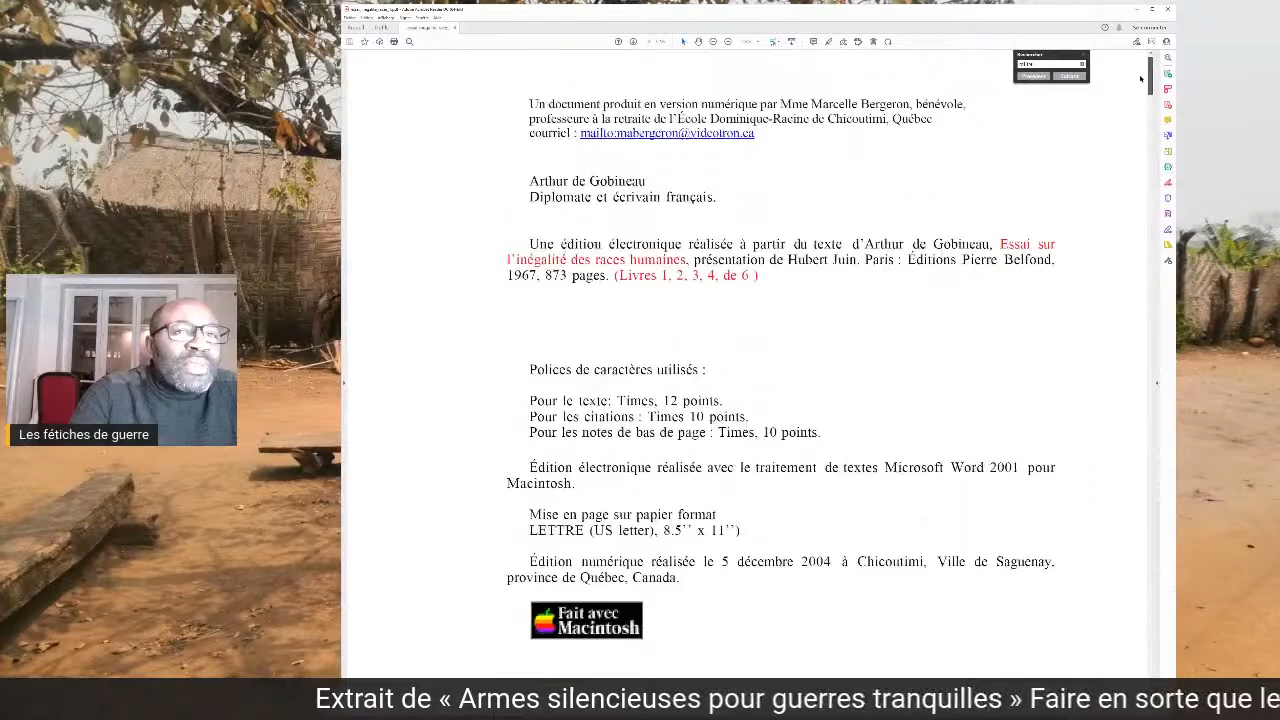 Rechercher
Précédent
Suivant
Un document produit en version numérique par Mme Marcelle Bergeron, bénévole,
professeure à la retraite de l'École Dominique-Racine de Chicoutimi, Québec
courriel : mailto:mabergeron@videotron.ca
Arthur de Gobineau
Diplomate et écrivain français.
Une édition électronique réalisée à partir du texte d'Arthur de Gobineau, Essai sur
l'inégalité des races humaines, présentation de Hubert Juin. Paris : Éditions Pierre Belfond,
1967, 873 pages. (Livres 1, 2, 3, 4, de 6 )
Polices de caractères utilisés :
Pour le texte: Times, 12 points.
Pour les citations : Times 10 points.
Pour les notes de bas de page : Times, 10 points.
Édition électronique réalisée avec le traitement de textes Microsoft Word 2001 pour
Macintosh.
Mise en page sur papier format
LETTRE (US letter), 8.5'' x 11'')
Édition numérique réalisée le 5 décembre 2004 à Chicoutimi, Ville de Saguenay,
province de Québec, Canada.
Fait avec
Macintosh
Les fétiches de guerre
Extrait de « Armes silencieuses pour guerres tranquilles » Faire en sorte que le